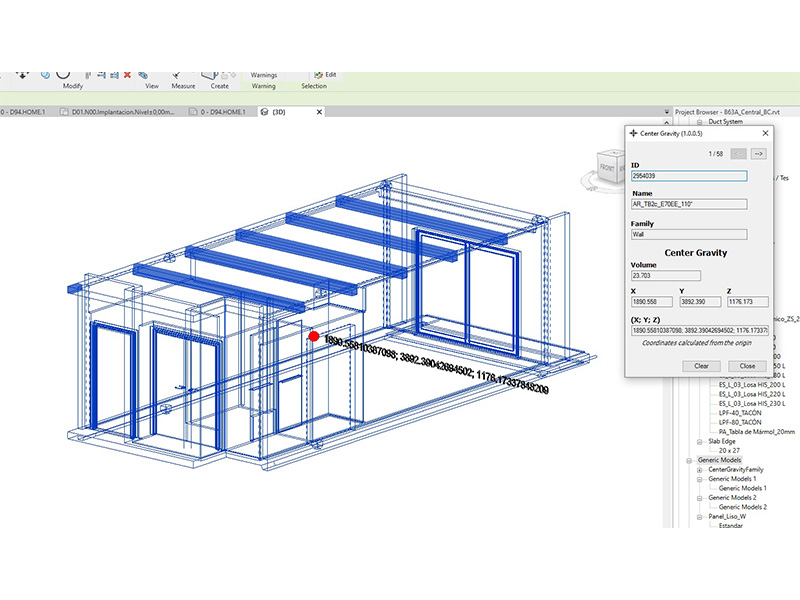 Warnings
Edit
Modify
View
Measure
Create
Warning
Selection
0 - D94.HOME.1
D01.N00.Implantacion.Nivel±0,00m...
0 - D94.HOME.1
{3D}
Project Browser - B63A_Central_BC.rvt
Duct System
Center Gravity (1.0.0.5)
1 / 58
-->
ID
2954039
Name
AR_TB2c_E70EE_110"
Family
Wall
Center Gravity
Volume
23.703
X
Y
Z
1890.558
3892.390
1176.173
(X; Y; Z)
1890.55810387098; 3892.39042694502; 1176.17337
Coordinates calculated from the origin
Clear
Close
FRONT
1890.55810387098; 3892.39042694502; 1176.17337848209
/ Tes
ES_L_03_Losa HIS_200 L
ES_L_03_Losa HIS_220 L
ES_L_03_Losa HIS_230 L
LPF-40_TACÓN
LPF-80_TACÓN
PA_Tabla de Mármol_20mm
Slab Edge
20 x 27
Generic Models
CenterGravityFamily
Generic Models 1
Generic Models 1
Generic Models 2
Generic Models 2
Panel_Liso_W
Estandar